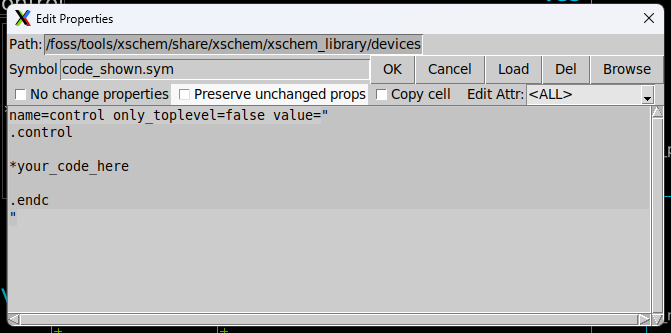 Edit Properties
Path: /foss/tools/xschem/share/xschem/xschem_library/devices
Symbol code_shown.sym OK Cancel Load Del Browse
No change properties Preserve unchanged props Copy cell Edit Attr: <ALL>
name=control only_toplevel=false value="
.control
*your_code_here
.endc
"